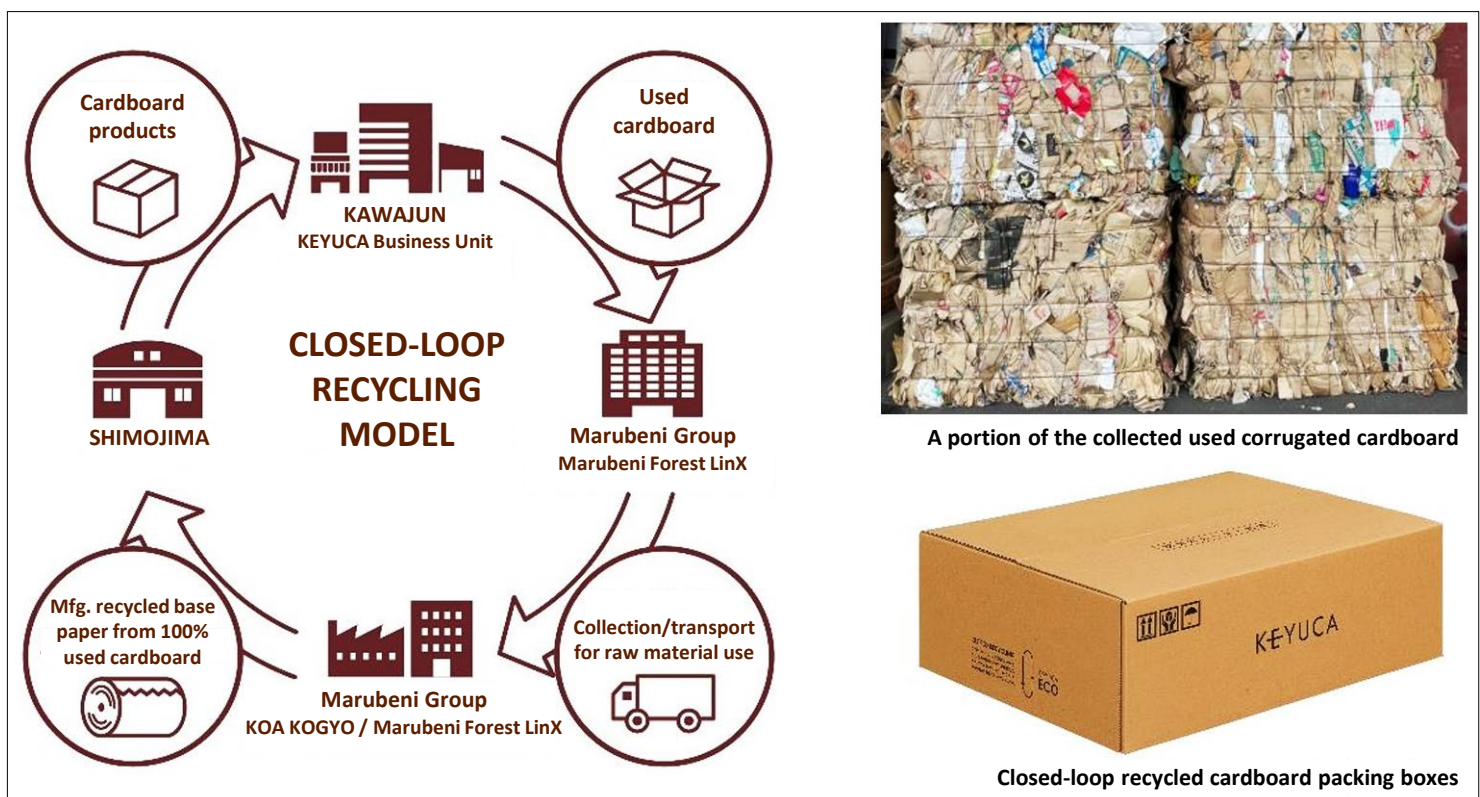 Cardboard
products
Used
cardboard
KAWAJUN
KEYUCA Business Unit
CLOSED-LOOP
RECYCLING
MODEL
SHIMOJIMA
Marubeni Group
Marubeni Forest LinX
Mfg. recycled base
paper from 100%
used cardboard
Marubeni Group
KOA KOGYO / Marubeni Forest LinX
Collection/transport
for raw material use
A portion of the collected used corrugated cardboard
KEYUCA
ECO
Closed-loop recycled cardboard packing boxes